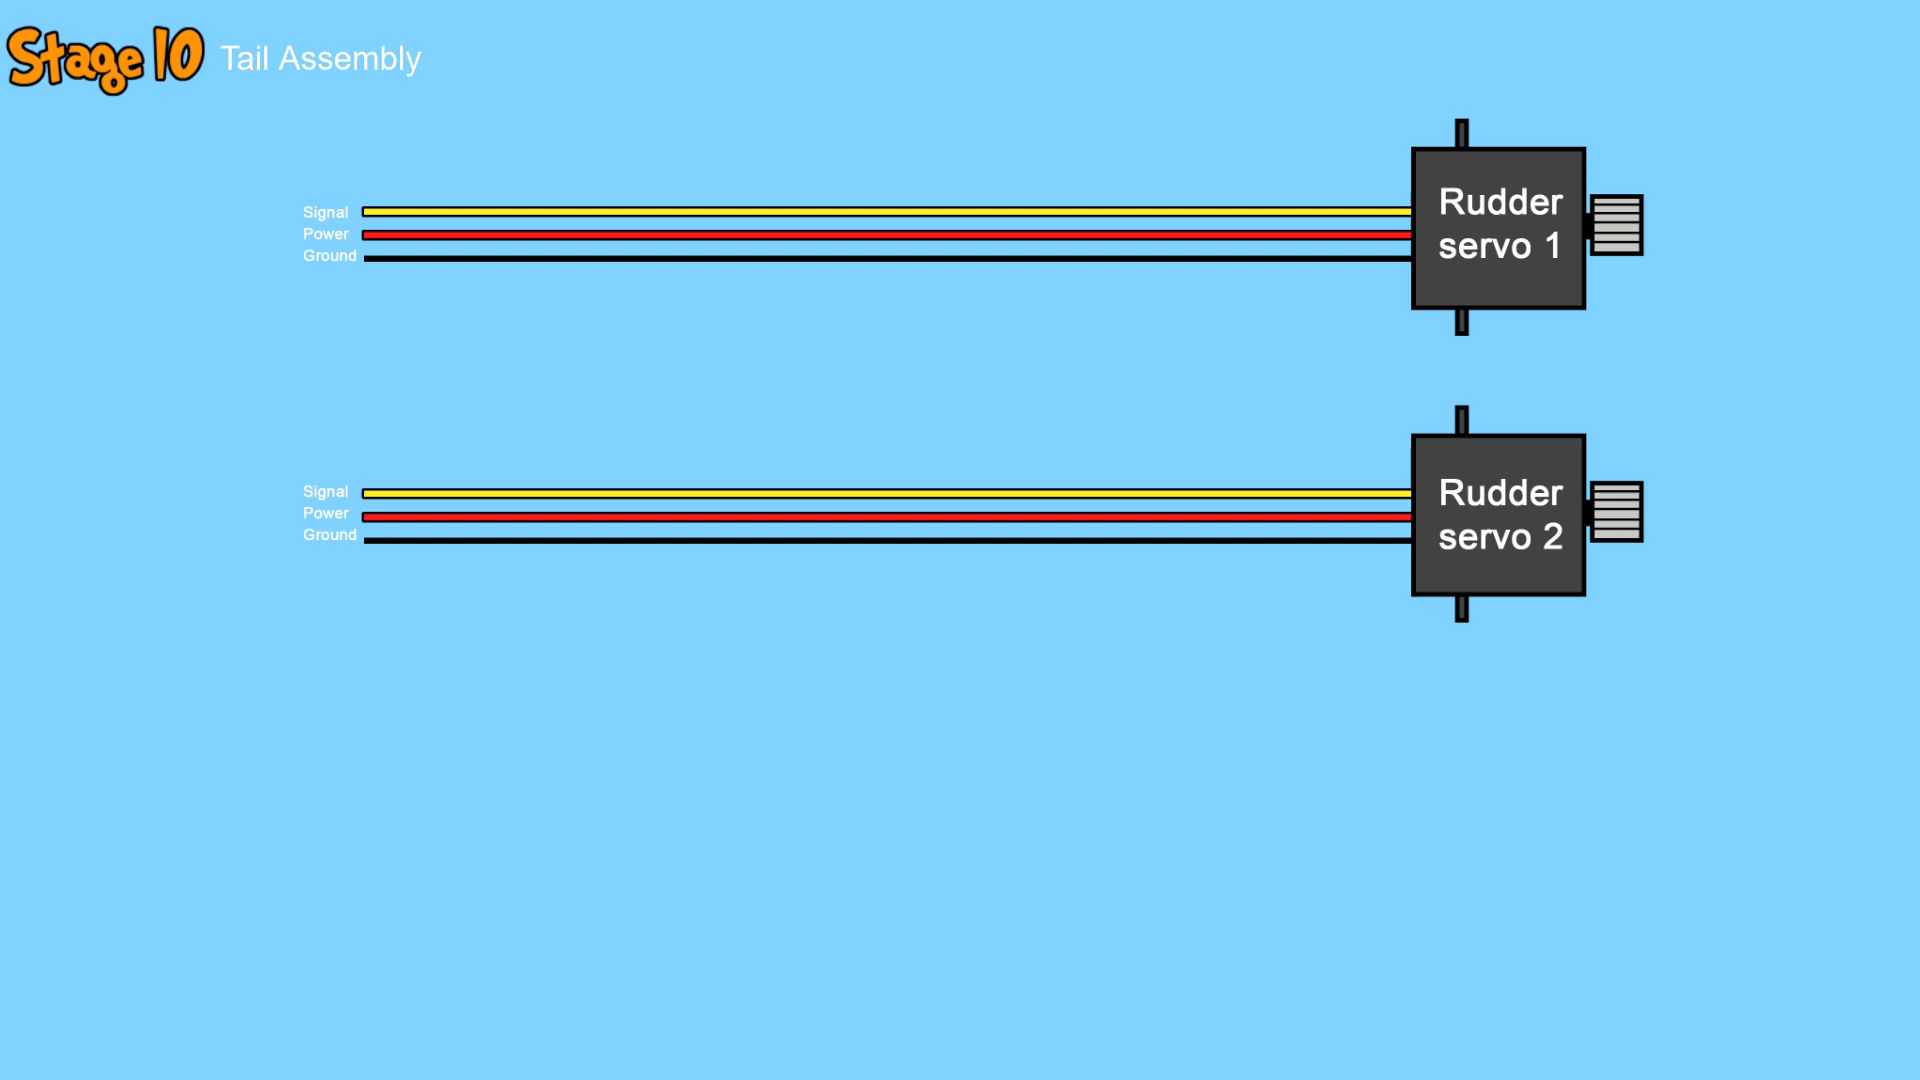 Stage 10 Tail Assembly
Signal
Power
Ground
Rudder
servo 1
Signal
Power
Ground
Rudder
servo 2